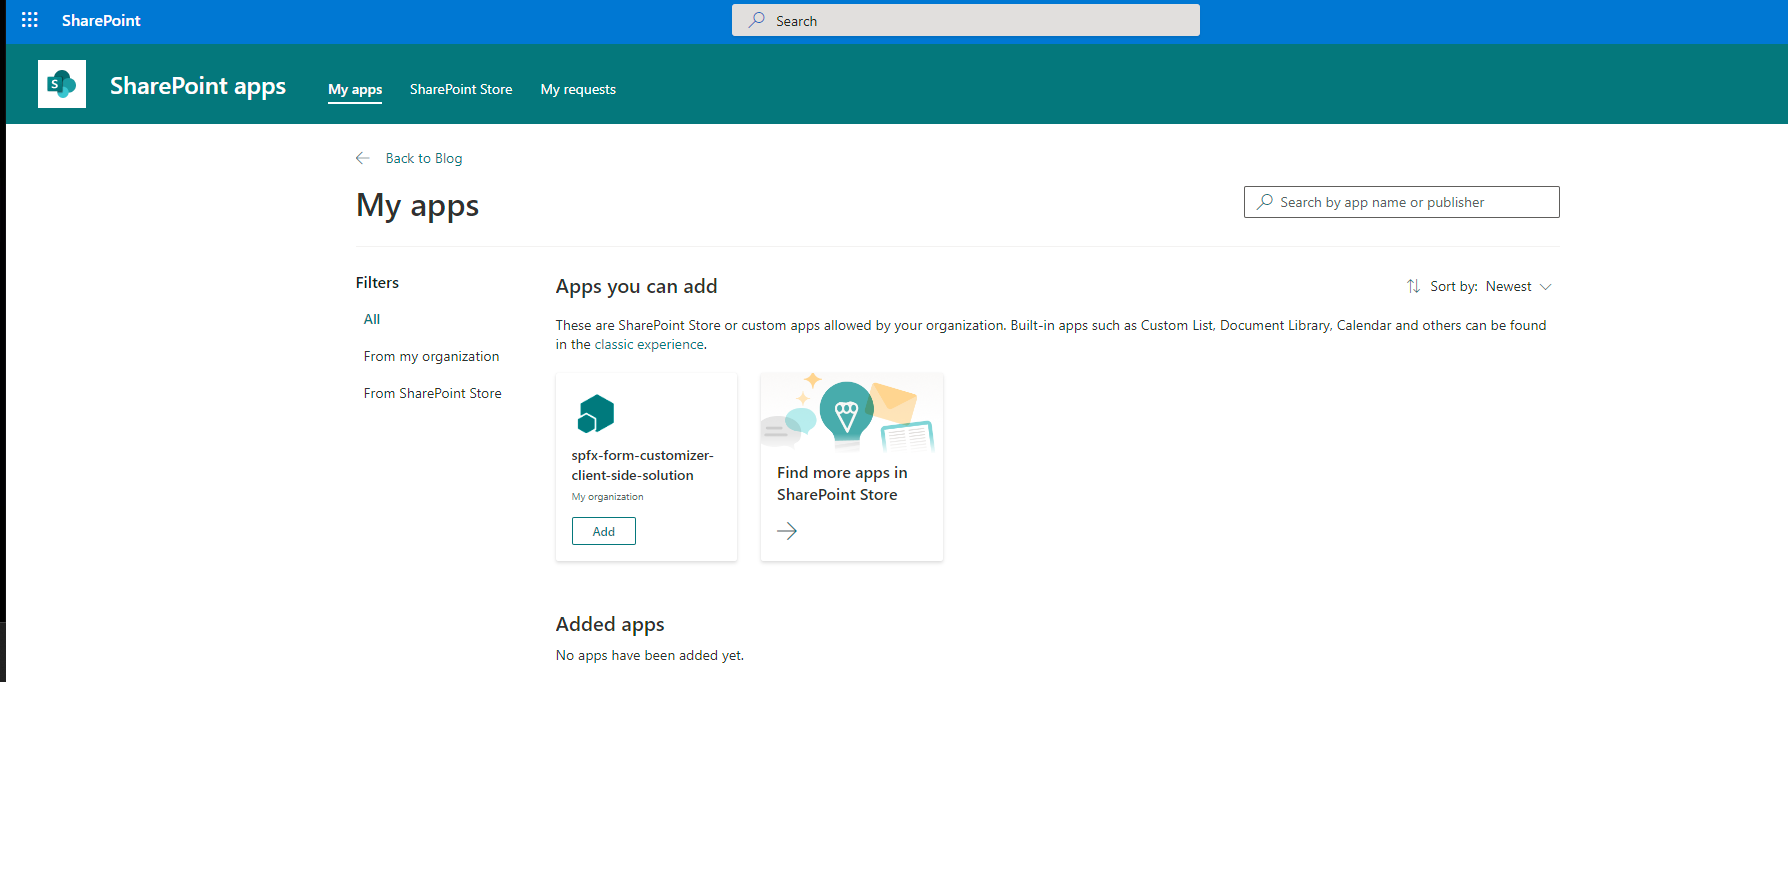 SharePoint
Search
S
SharePoint apps
My apps
SharePoint Store
My requests
Back to Blog
My apps
Search by app name or publisher
Filters
All
From my organization
From SharePoint Store
Apps you can add
Sort by: Newest
These are SharePoint Store or custom apps allowed by your organization. Built-in apps such as Custom List, Document Library, Calendar and others can be found
in the classic experience.
spfx-form-customizer-
client-side-solution
My organization
Add
Find more apps in
SharePoint Store
Added apps
No apps have been added yet.